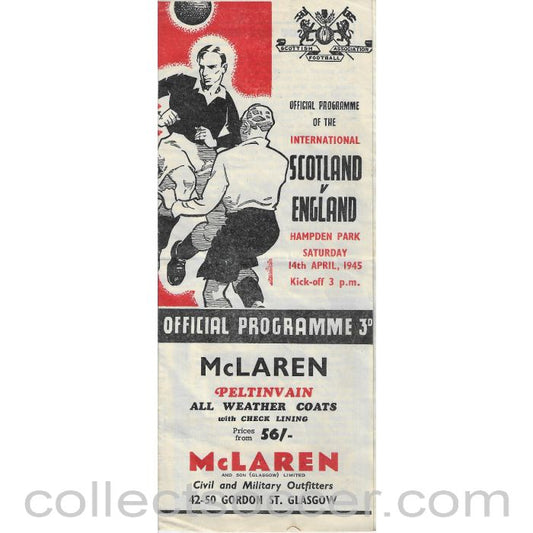 SCOTTISH FOOTBALL ASSOCIATION
OFFICIAL PROGRAMME
OF THE
INTERNATIONAL
SCOTLAND
v
ENGLAND
HAMPDEN PARK
SATURDAY
14th APRIL, 1945
Kick-off 3 p.m.
OFFICIAL PROGRAMME 3D
McLAREN
PELTINVAIN
ALL WEATHER COATS
with CHECK LINING
Prices
from 56/-
McLAREN
AND SON (GLASGOW) LIMITED
Civil and Military Outfitters
42-50 GORDON ST. GLASGOW
collectsoccer.com